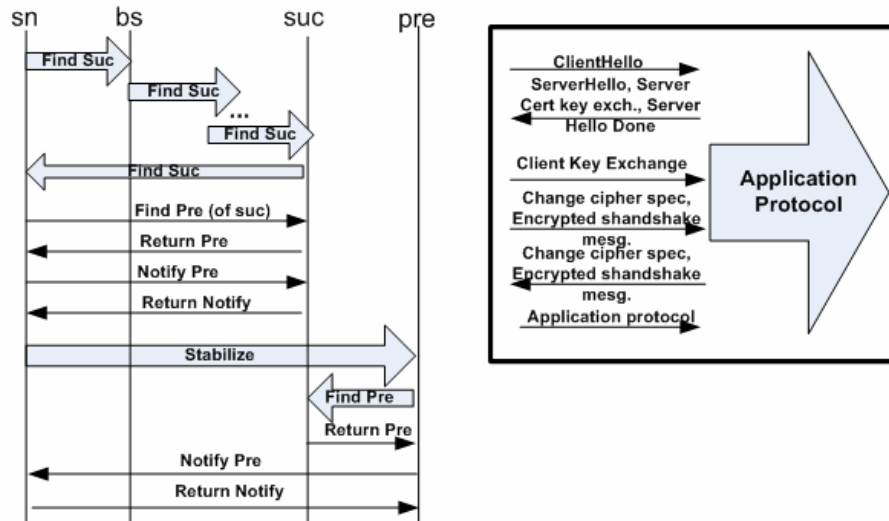 sn bs suc pre
Find Suc
Find Suc
...
Find Suc
Find Suc
Find Pre (of suc)
Return Pre
Notify Pre
Return Notify
Stabilize
Find Pre
Return Pre
Notify Pre
Return Notify
ClientHello
ServerHello, Server
Cert key exch., Server
Hello Done
Client Key Exchange
Change cipher spec,
Encrypted shandshake
mesg.
Change cipher spec,
Encrypted shandshake
mesg.
Application protocol
Application
Protocol